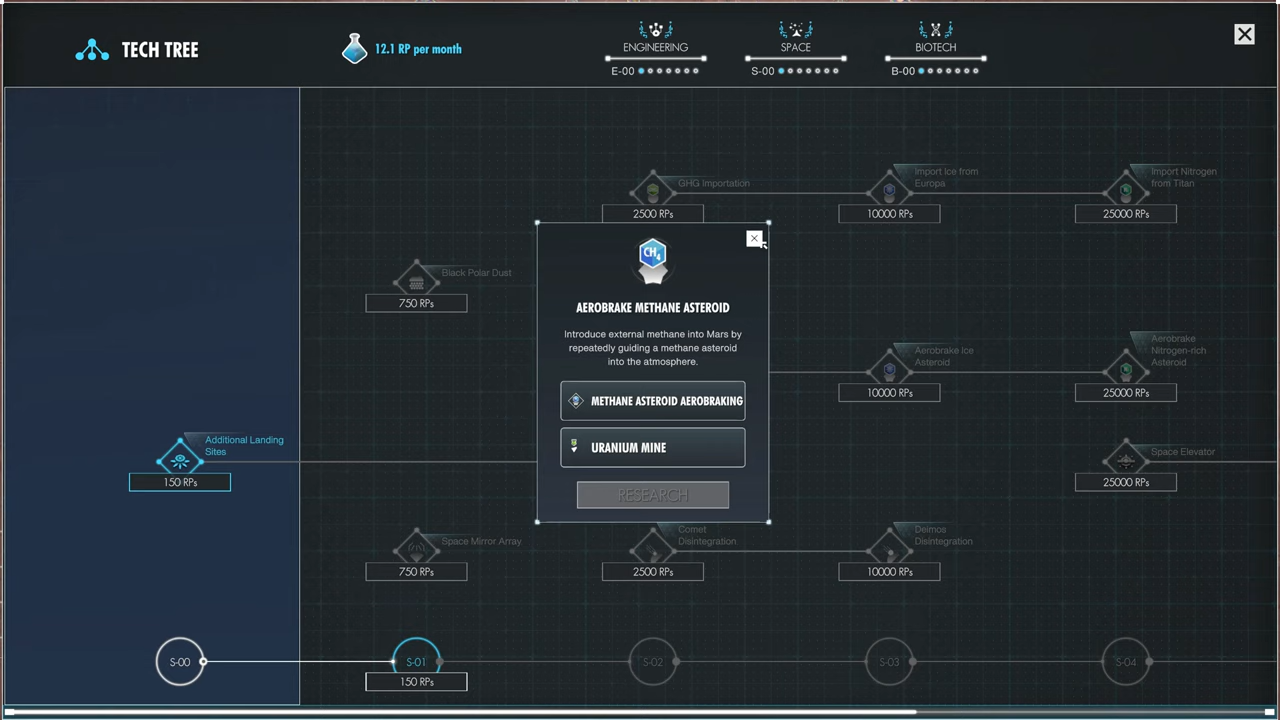 TECH TREE
12.1 RP per month
ENGINEERING
E-00
SPACE
S-00
BIOTECH
B-00
GHG Importation
2500 RPs
Import Ice from
Europa
10000 RPs
Import Nitrogen
from Titan
25000 RPs
Black Polar Dust
750 RPs
CH4
AEROBRAKE METHANE ASTEROID
Introduce external methane into Mars by
repeatedly guiding a methane asteroid
into the atmosphere.
METHANE ASTEROID AEROBRAKING
URANIUM MINE
RESEARCH
Aerobrake Ice
Asteroid
10000 RPs
Aerobrake
Nitrogen-rich
Asteroid
25000 RPs
Additional Landing
Sites
150 RPs
Space Elevator
25000 RPs
Space Mirror Array
750 RPs
Comet
Disintegration
2500 RPs
Deimos
Disintegration
10000 RPs
S-00
S-01
150 RPs
S-02
S-03
S-04